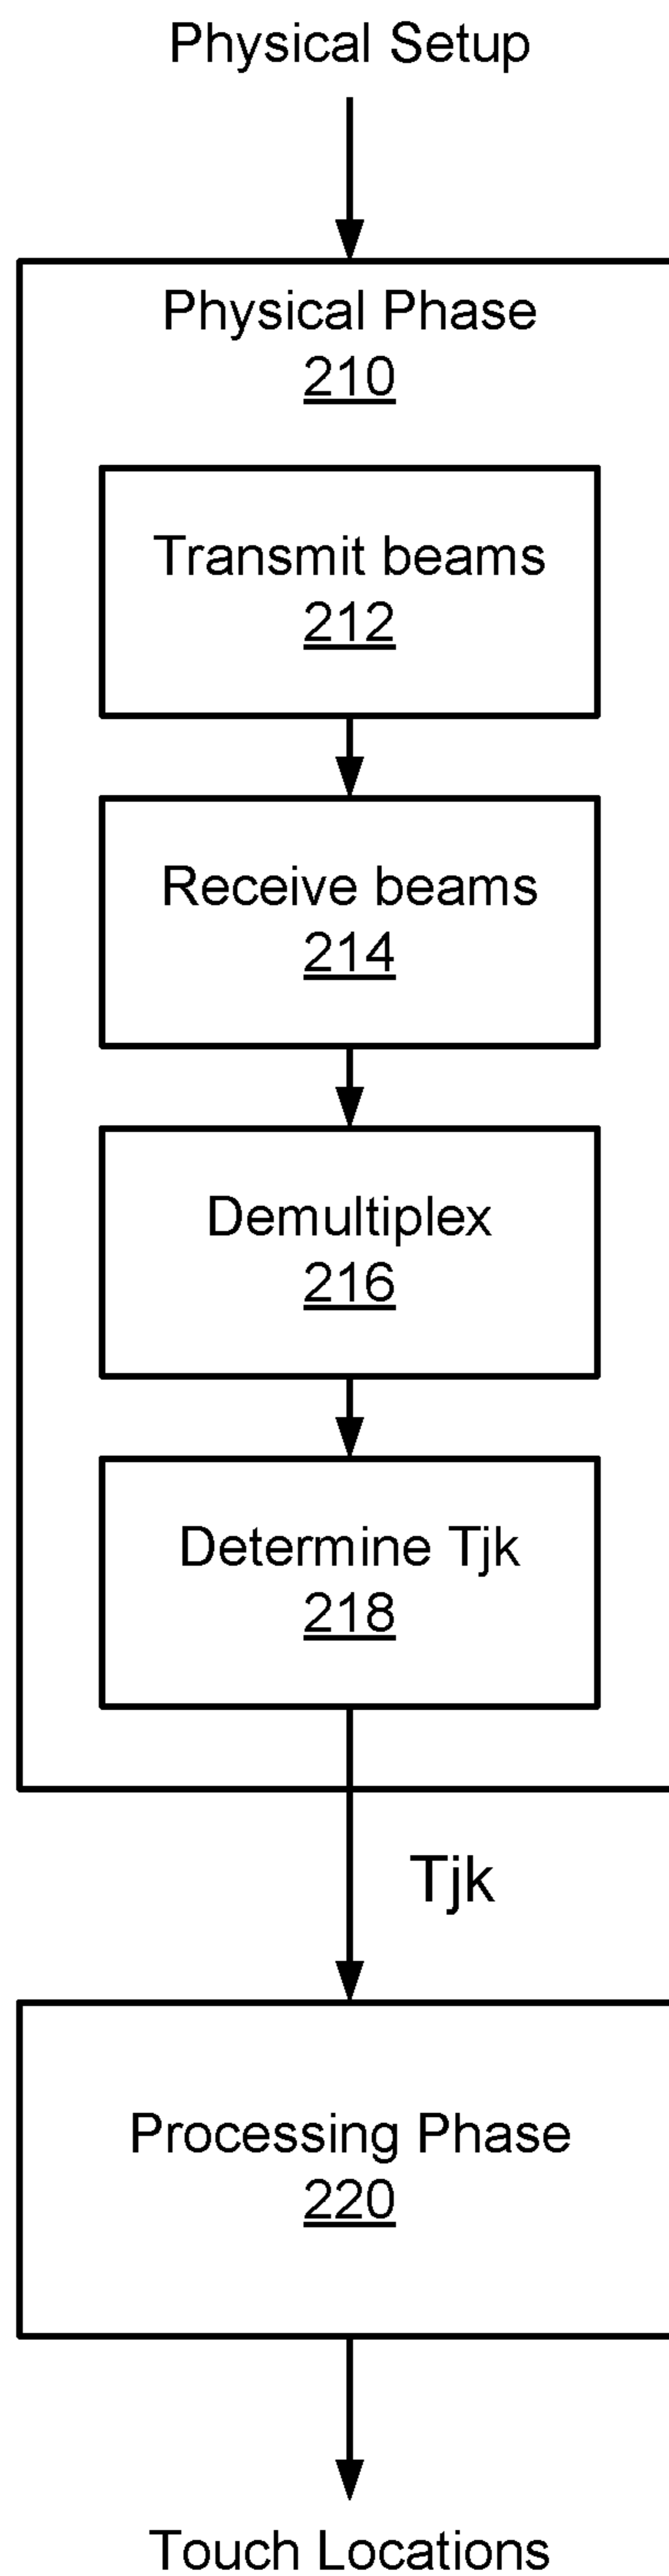 Physical Setup
Physical Phase
210
Transmit beams
212
Receive beams
214
Demultiplex
216
Determine Tjk
218
Tjk
Processing Phase
220
Touch Locations